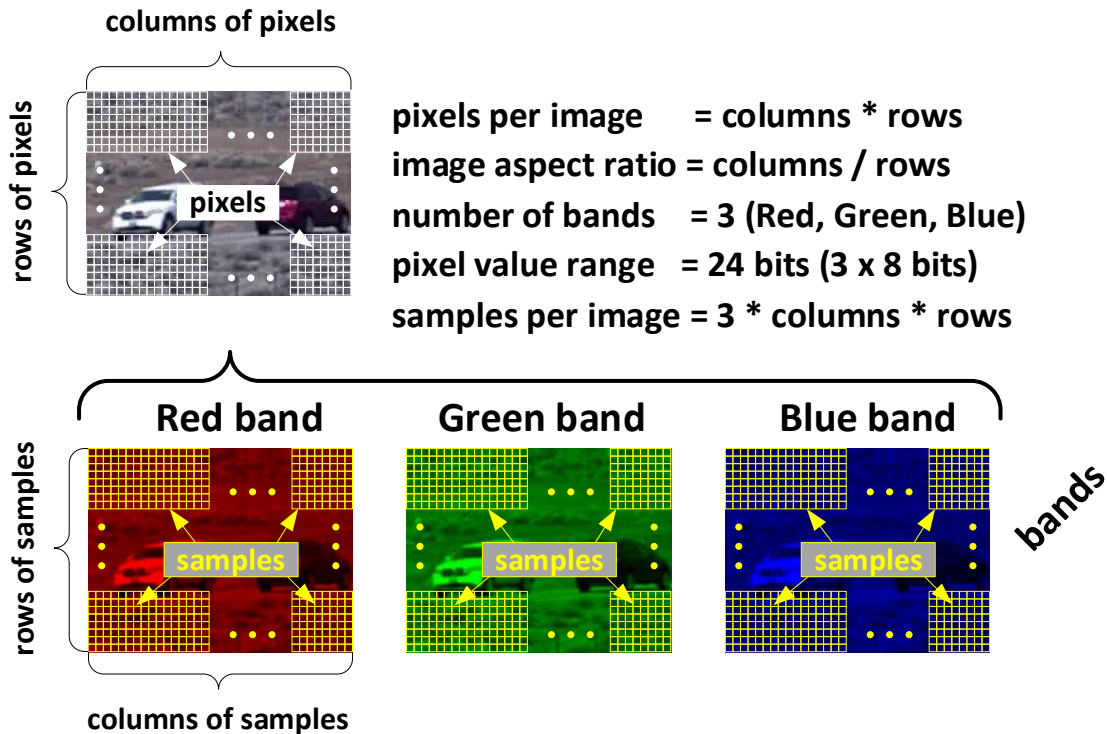 columns of pixels
rows of pixels
pixels
pixels per image = columns * rows
image aspect ratio = columns / rows
number of bands = 3 (Red, Green, Blue)
pixel value range = 24 bits (3 x 8 bits)
samples per image = 3 * columns * rows
Red band
Green band
Blue band
rows of samples
samples
samples
samples
bands
columns of samples